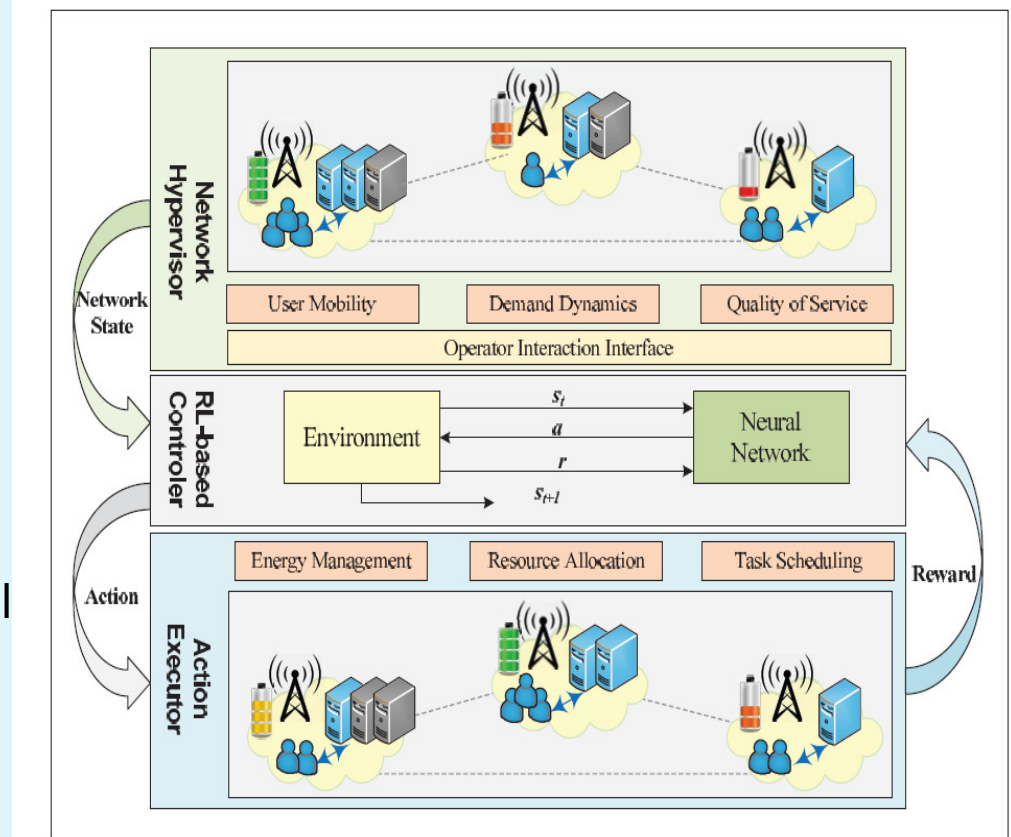 Network
Hypervisor
User Mobility
Demand Dynamics
Quality of Service
Operator Interaction Interface
Network
State
RL-based
Controler
Environment
s_t
a
r
s_{t+1}
Neural
Network
Action
Reward
Action
Executor
Energy Management
Resource Allocation
Task Scheduling